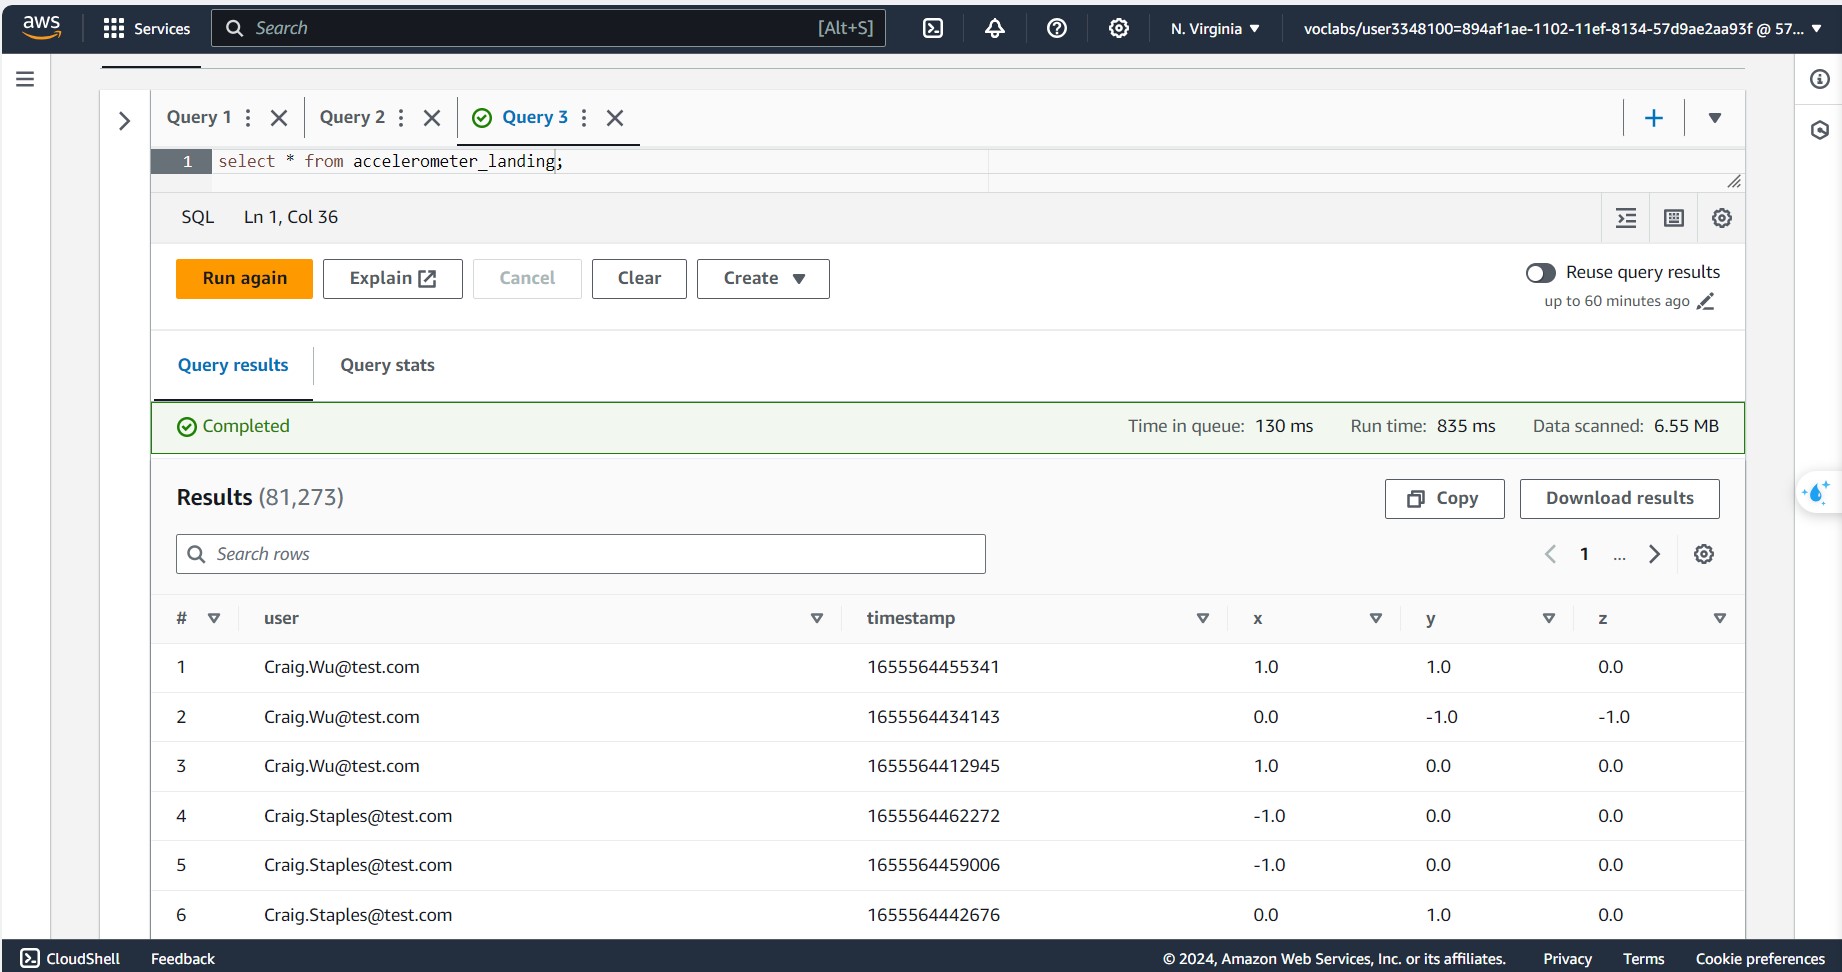 aws Services Search [Alt+S] N. Virginia voclabs/user3348100=894af1ae-1102-11ef-8134-57d9ae2aa93f @ 57...
Query 1 Query 2 Query 3
1 select * from accelerometer_landing;
SQL Ln 1, Col 36
Run again Explain Cancel Clear Create Reuse query results
up to 60 minutes ago
Query results Query stats
Completed Time in queue: 130 ms Run time: 835 ms Data scanned: 6.55 MB
Results (81,273) Copy Download results
Search rows 1 ...
# user timestamp x y z
1 Craig.Wu@test.com 1655564455341 1.0 1.0 0.0
2 Craig.Wu@test.com 1655564434143 0.0 -1.0 -1.0
3 Craig.Wu@test.com 1655564412945 1.0 0.0 0.0
4 Craig.Staples@test.com 1655564462272 -1.0 0.0 0.0
5 Craig.Staples@test.com 1655564459006 -1.0 0.0 0.0
6 Craig.Staples@test.com 1655564442676 0.0 1.0 0.0
CloudShell Feedback © 2024, Amazon Web Services, Inc. or its affiliates. Privacy Terms Cookie preferences